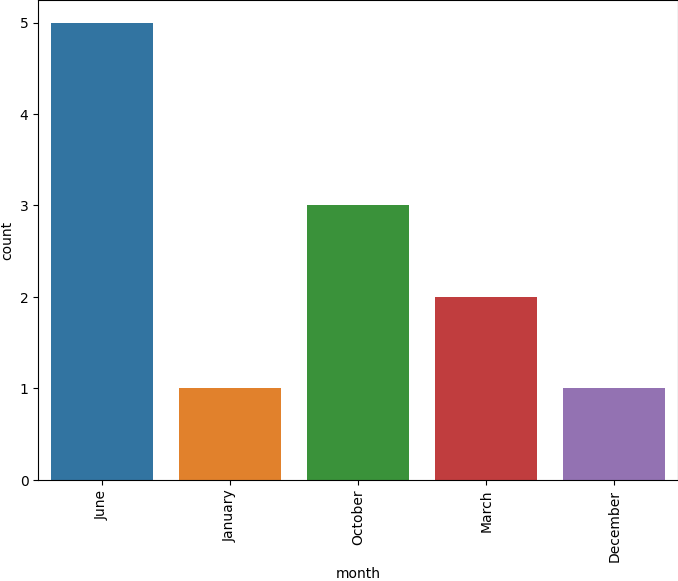 5
4
3
2
1
0
count
June
January
October
March
December
month